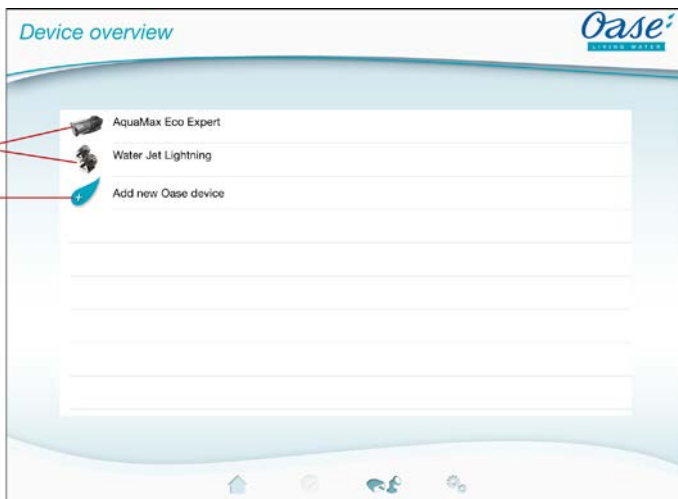 Device overview
Oase
LIVING WATER
AquaMax Eco Expert
Water Jet Lightning
Add new Oase device